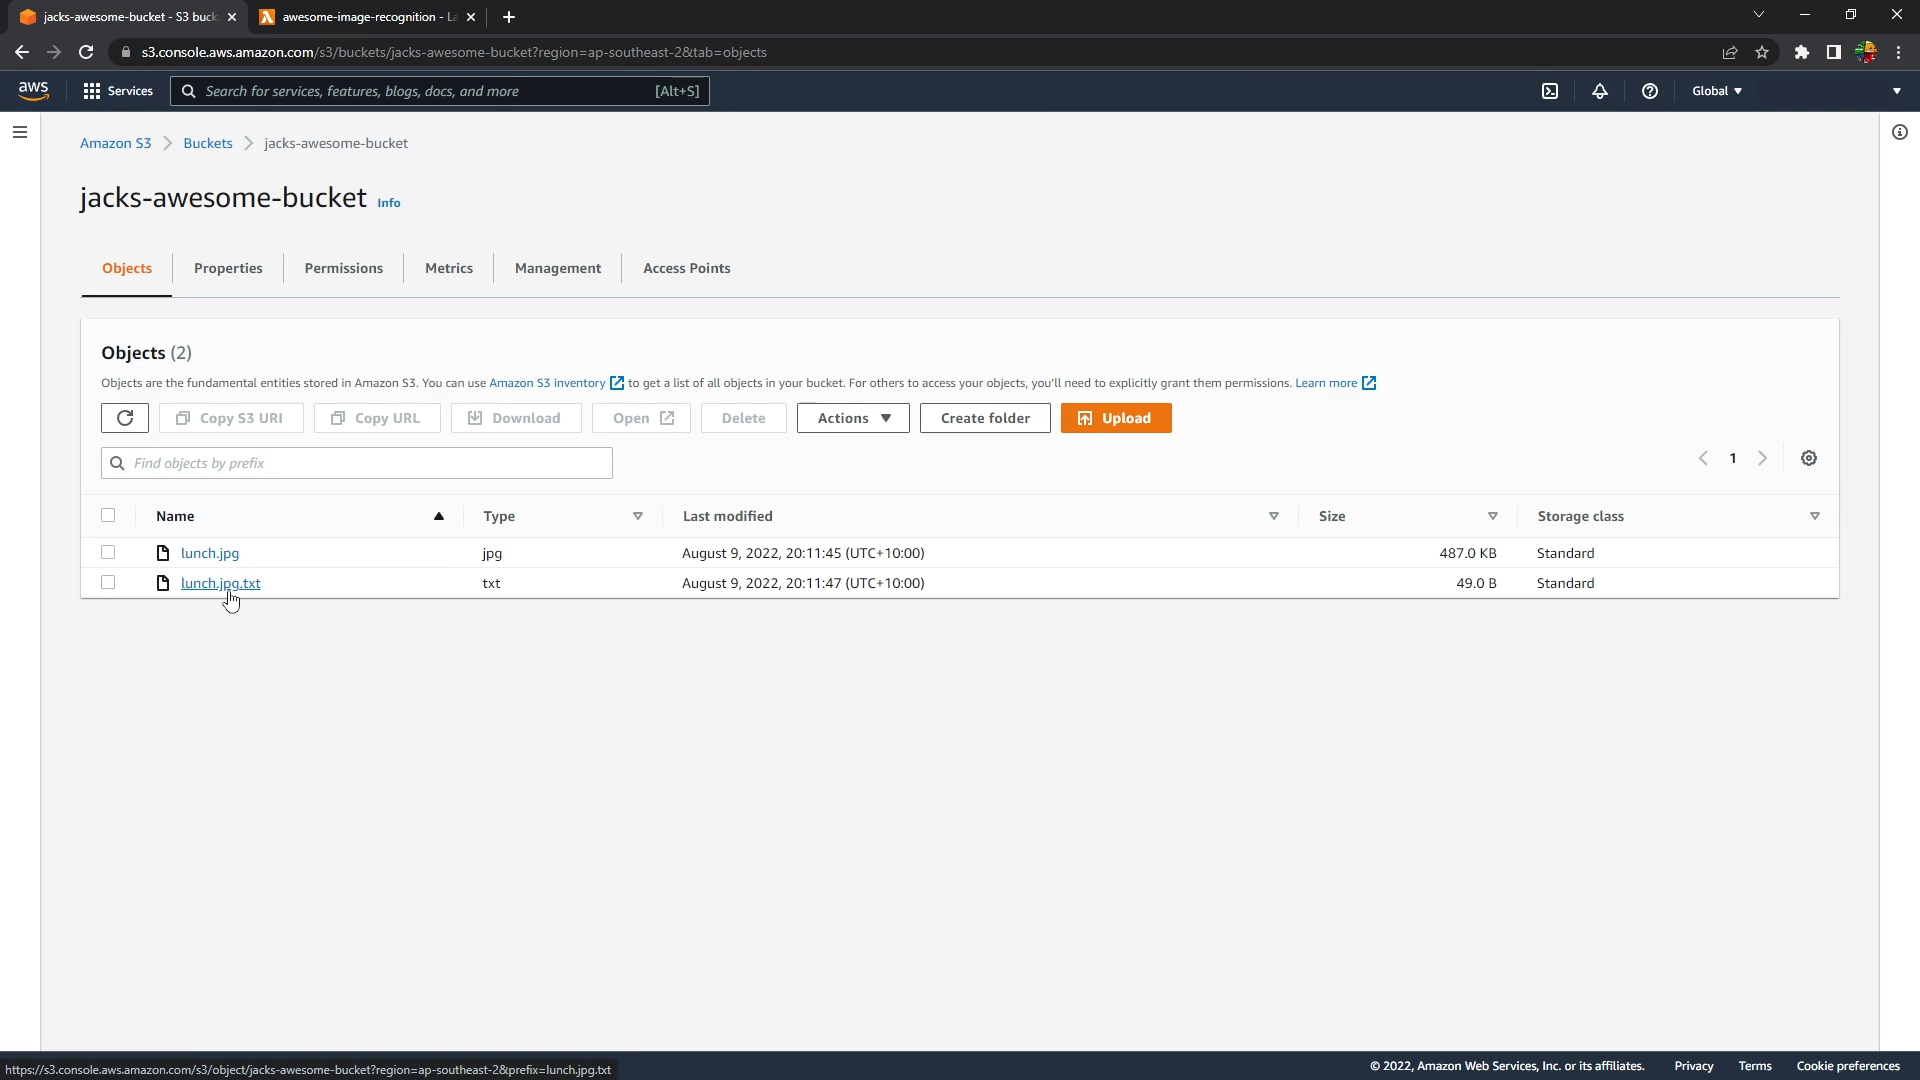 jacks-awesome-bucket - S3 buck
awesome-image-recognition - La
s3.console.aws.amazon.com/s3/buckets/jacks-awesome-bucket?region=ap-southeast-2&tab=objects
aws
Services
Search for services, features, blogs, docs, and more
[Alt+S]
Global
Amazon S3
Buckets
jacks-awesome-bucket
jacks-awesome-bucket Info
Objects
Properties
Permissions
Metrics
Management
Access Points
Objects (2)
Objects are the fundamental entities stored in Amazon S3. You can use Amazon S3 inventory to get a list of all objects in your bucket. For others to access your objects, you'll need to explicitly grant them permissions. Learn more
Copy S3 URI
Copy URL
Download
Open
Delete
Actions
Create folder
Upload
Find objects by prefix
1
Name Type Last modified Size Storage class
lunch.jpg jpg August 9, 2022, 20:11:45 (UTC+10:00) 487.0 KB Standard
lunch.jpg.txt txt August 9, 2022, 20:11:47 (UTC+10:00) 49.0 B Standard
https://s3.console.aws.amazon.com/s3/object/jacks-awesome-bucket?region=ap-southeast-2&prefix=lunch.jpg.txt
© 2022, Amazon Web Services, Inc. or its affiliates.
Privacy
Terms
Cookie preferences